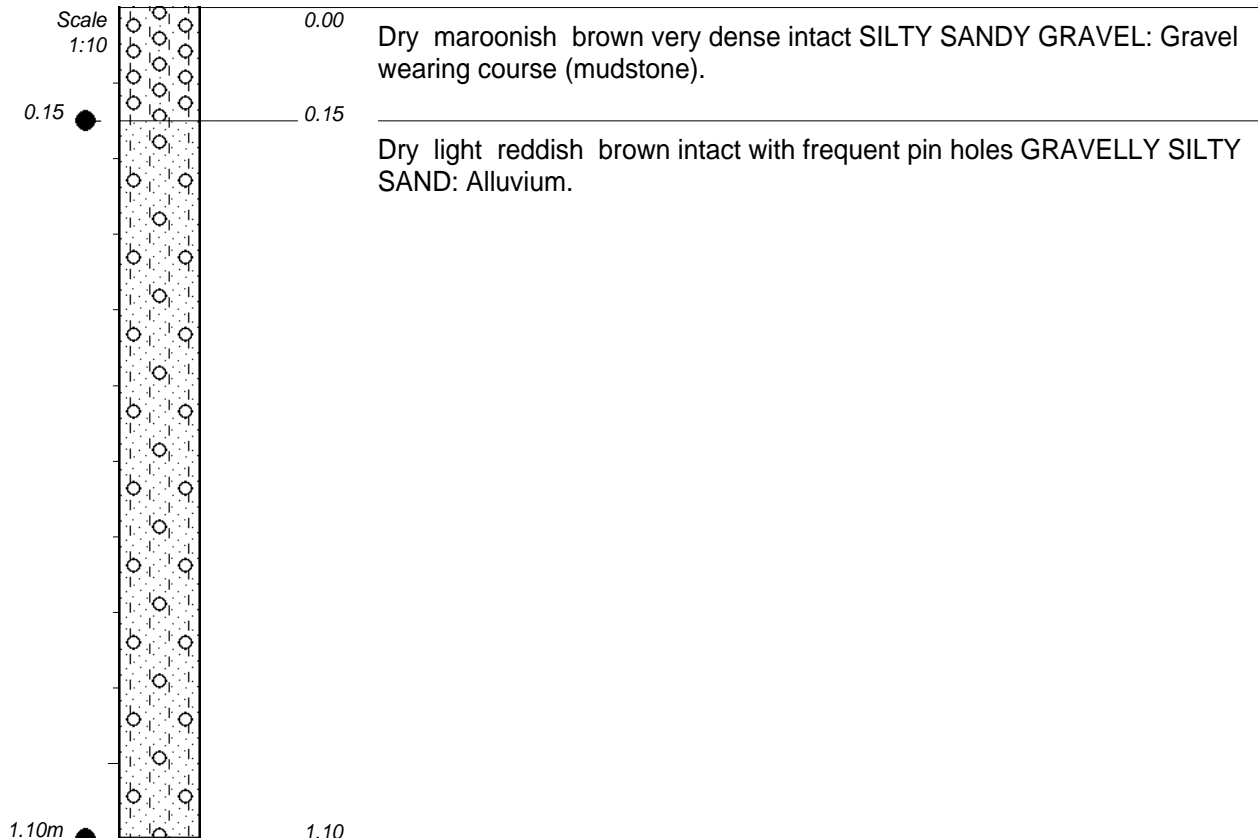 Scale
1:10
0.00
Dry maroonish brown very dense intact SILTY SANDY GRAVEL: Gravel
wearing course (mudstone).
0.15
0.15
Dry light reddish brown intact with frequent pin holes GRAVELLY SILTY
SAND: Alluvium.
1.10m
1.10